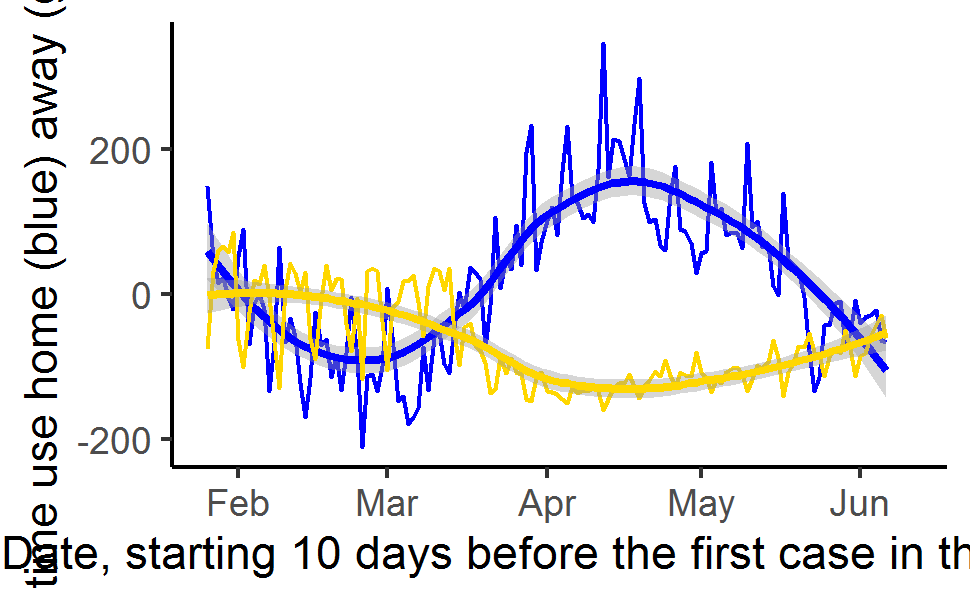 time use home (blue) away (
200
0
-200
Feb Mar Apr May Jun
Date, starting 10 days before the first case in th